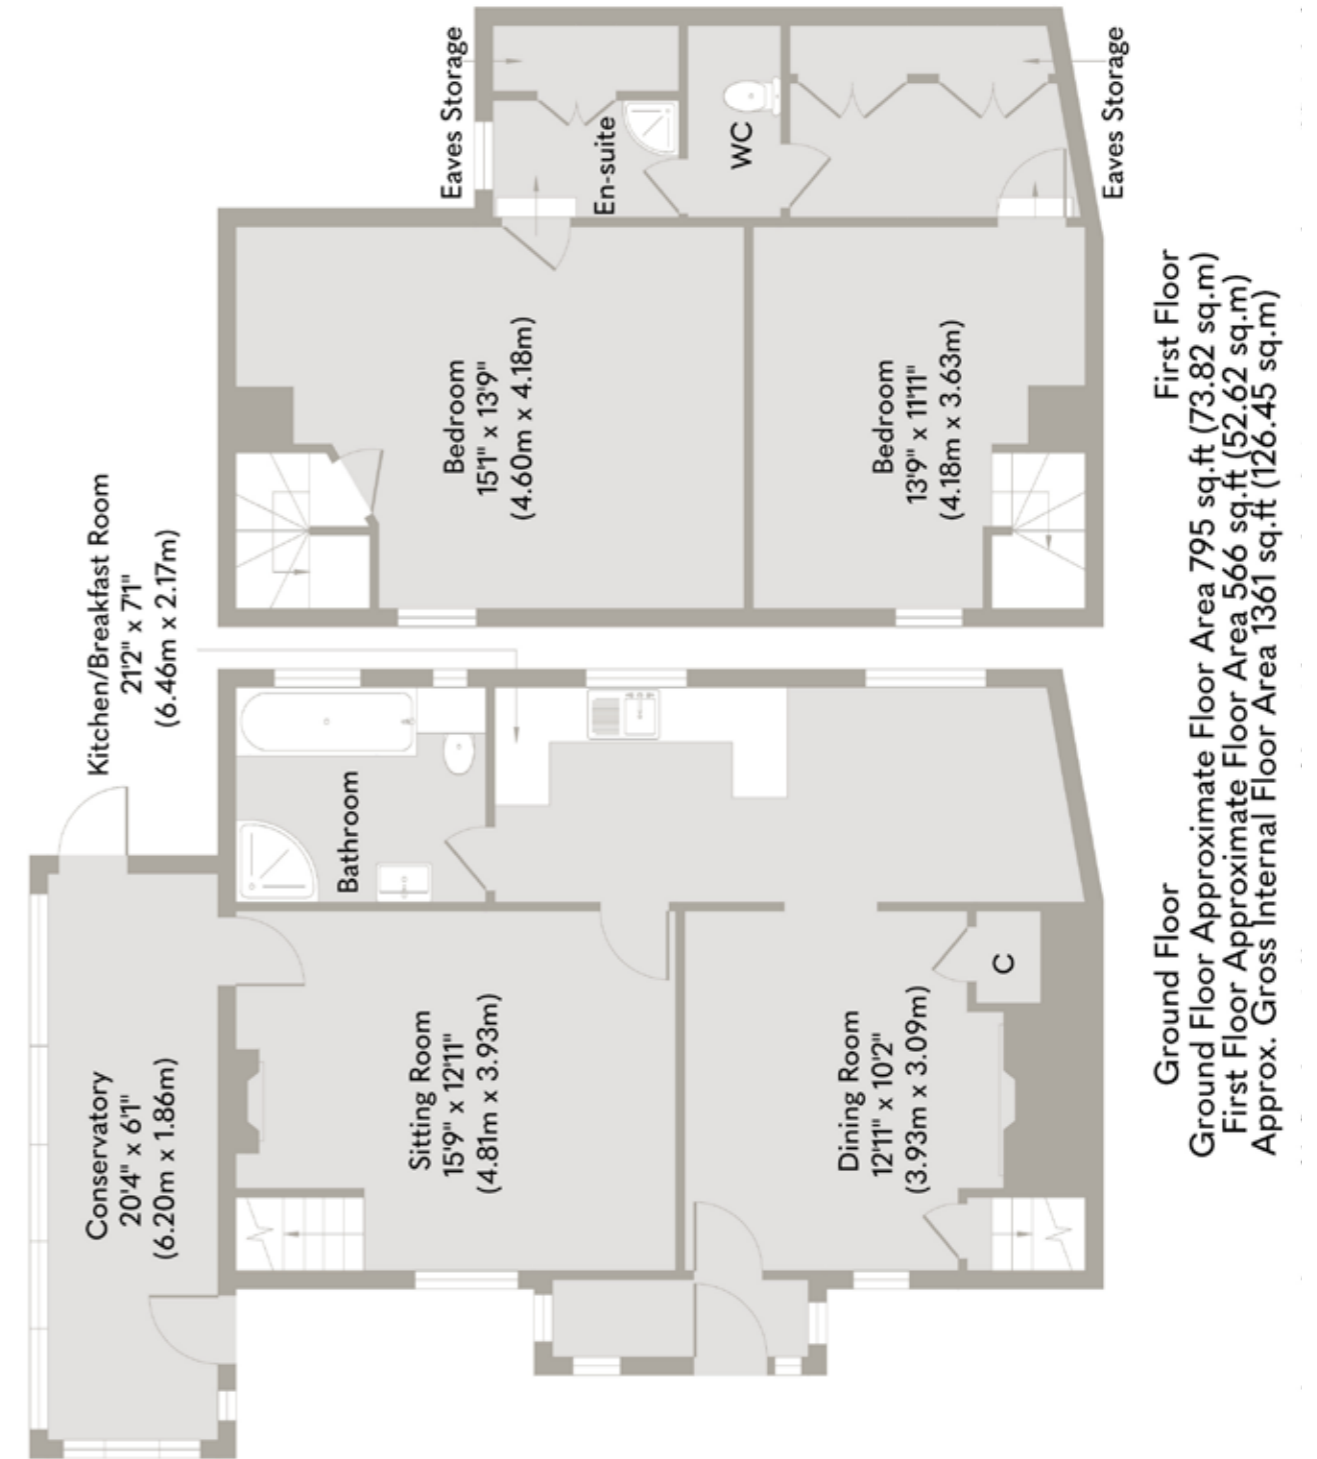 Kitchen/Breakfast Room
21'2" x 7'1"
(6.46m x 2.17m)
Conservatory
20'4" x 6'1"
(6.20m x 1.86m)
Bathroom
Sitting Room
15'9" x 12'11"
(4.81m x 3.93m)
Dining Room
12'11" x 10'2"
(3.93m x 3.09m)
C
Ground Floor
Eaves Storage
En-suite
WC
Eaves Storage
Bedroom
15'1" x 13'9"
(4.60m x 4.18m)
Bedroom
13'9" x 11'11"
(4.18m x 3.63m)
First Floor
Ground Floor Approximate Floor Area 795 sq.ft (73.82 sq.m)
First Floor Approximate Floor Area 566 sq.ft (52.62 sq.m)
Approx. Gross Internal Floor Area 1361 sq.ft (126.45 sq.m)